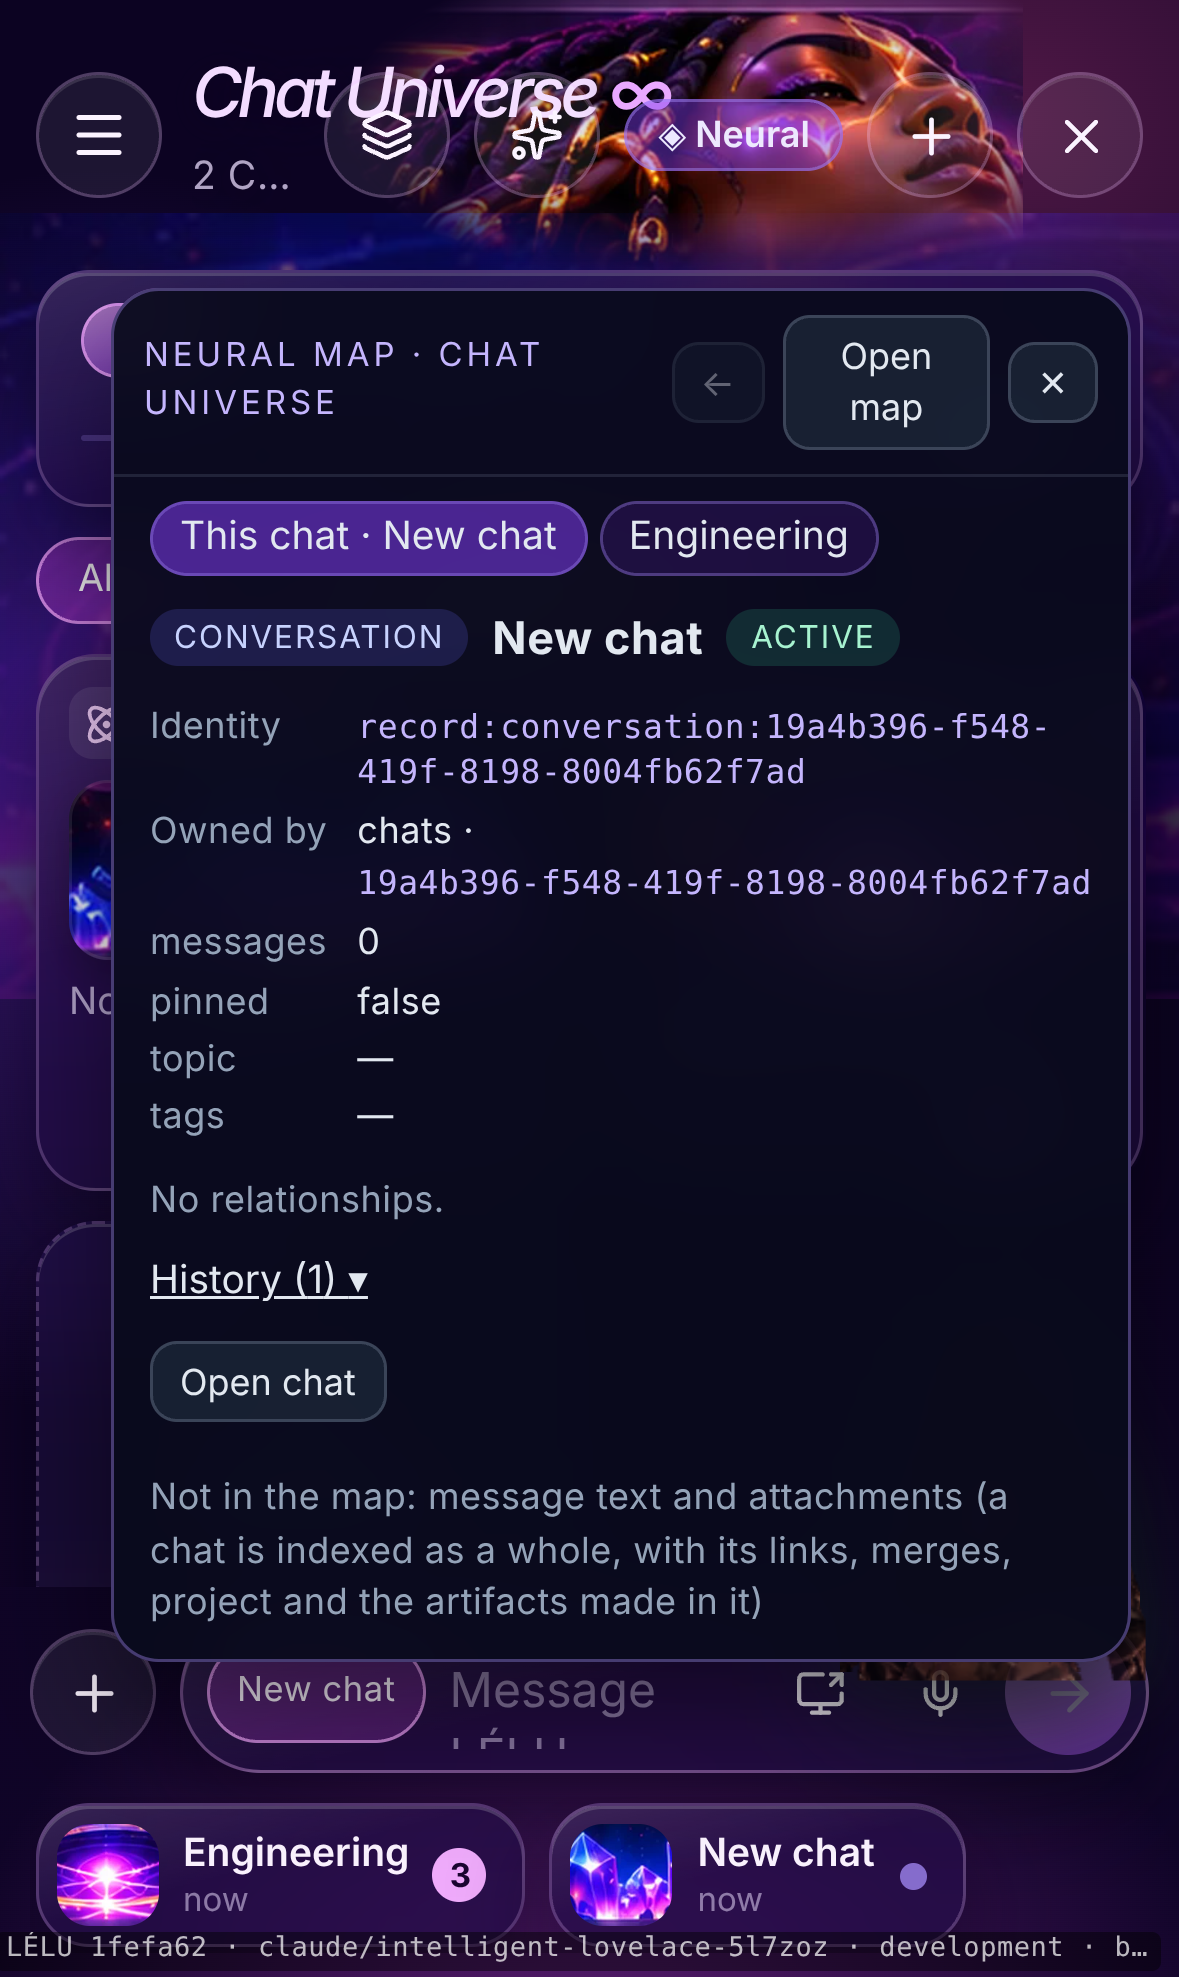 Chat Universe ∞
2 C...
◈ Neural
NEURAL MAP · CHAT
UNIVERSE
←
Open
map
✕
This chat · New chat
Engineering
CONVERSATION
New chat
ACTIVE
Identity
record:conversation:19a4b396-f548-
419f-8198-8004fb62f7ad
Owned by
chats ·
19a4b396-f548-419f-8198-8004fb62f7ad
messages
0
pinned
false
topic
—
tags
—
No relationships.
History (1) ▾
Open chat
Not in the map: message text and attachments (a
chat is indexed as a whole, with its links, merges,
project and the artifacts made in it)
New chat
Message
Engineering
now
3
New chat
now
LÉLU 1fefa62 · claude/intelligent-lovelace-5l7zoz · development · b…